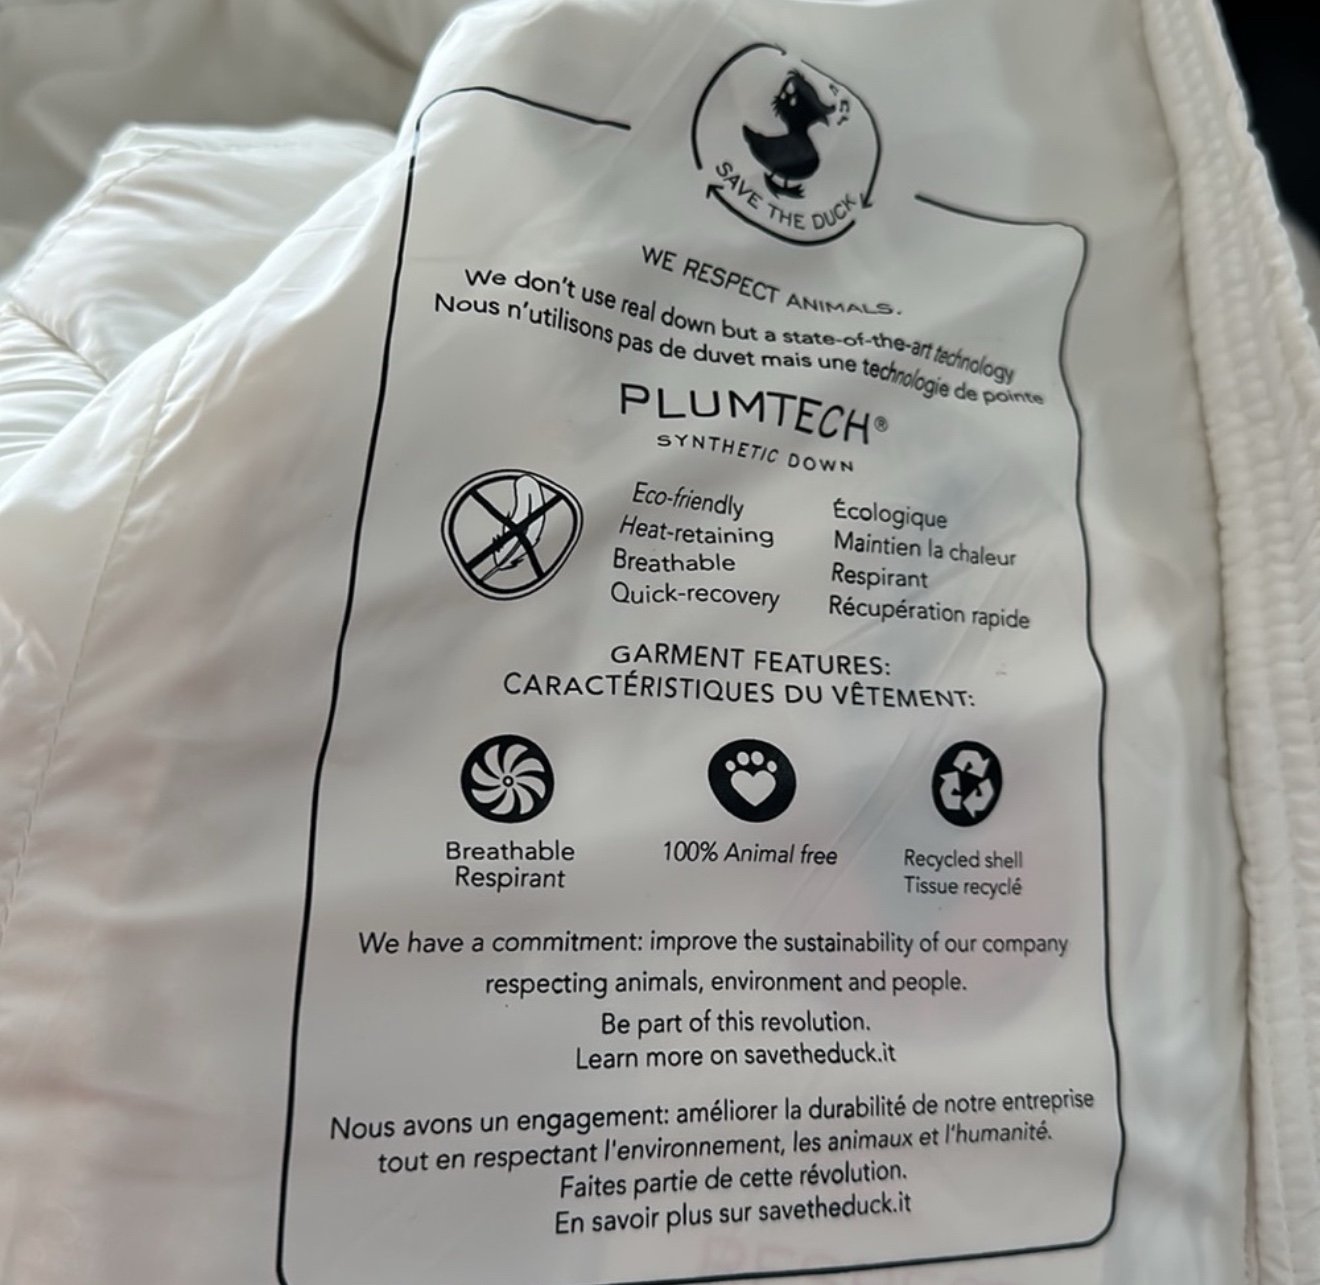 SAVE THE DUCK
WE RESPECT ANIMALS.
We don't use real down but a state-of-the-art technology
Nous n'utilisons pas de duvet mais une technologie de pointe
PLUMTECH®
SYNTHETIC DOWN
Eco-friendly
Heat-retaining
Breathable
Quick-recovery
Écologique
Maintien la chaleur
Respirant
Récupération rapide
GARMENT FEATURES:
CARACTÉRISTIQUES DU VÊTEMENT:
Breathable
Respirant
100% Animal free
Recycled shell
Tissue recyclé
We have a commitment: improve the sustainability of our company
respecting animals, environment and people.
Be part of this revolution.
Learn more on savetheduck.it
Nous avons un engagement: améliorer la durabilité de notre entreprise
tout en respectant l'environnement, les animaux et l'humanité.
Faites partie de cette révolution.
En savoir plus sur savetheduck.it